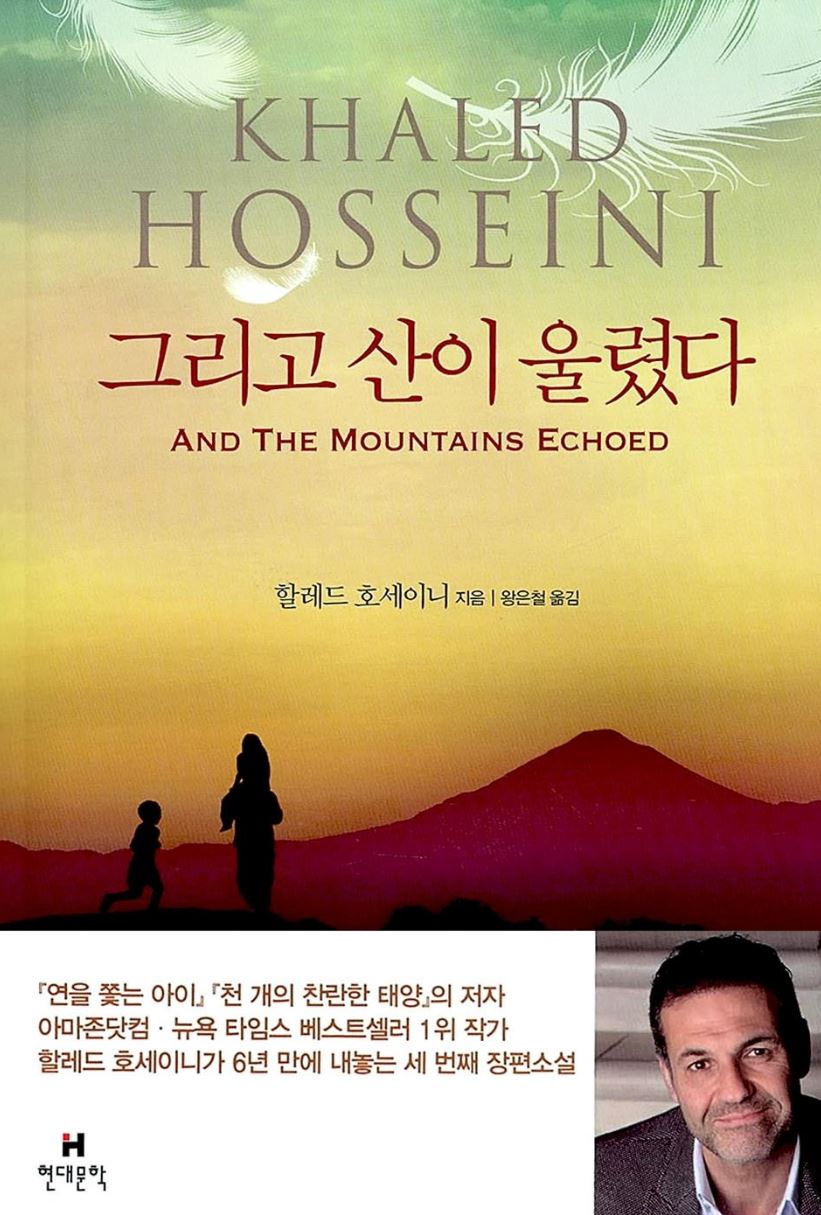 KHALED
HOSSEINI
그리고 산이 울렸다
AND THE MOUNTAINS ECHOED
할레드 호세이니 지음 | 왕은철 옮김
『연을 쫓는 아이』, 『천 개의 찬란한 태양』의 저자
아마존닷컴 · 뉴욕 타임스 베스트셀러 1위 작가
할레드 호세이니가 6년 만에 내놓는 세 번째 장편소설
H
현대문학